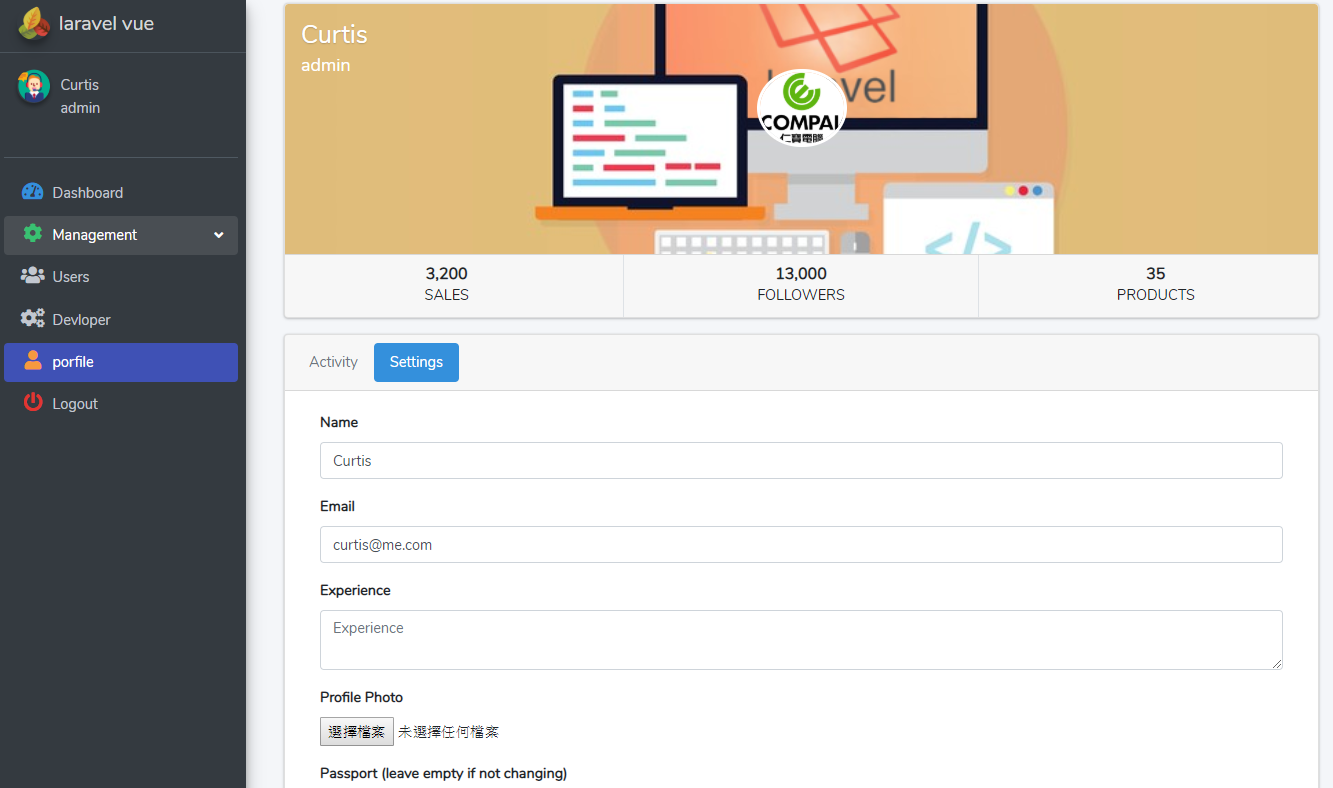 laravel vue
Curtis
admin
Dashboard
Management
Users
Devloper
porfile
Logout
Curtis
admin
vel
COMPAL
仁寶電腦
</>
3,200
SALES
13,000
FOLLOWERS
35
PRODUCTS
Activity
Settings
Name
Curtis
Email
curtis@me.com
Experience
Experience
Profile Photo
選擇檔案 未選擇任何檔案
Passport (leave empty if not changing)